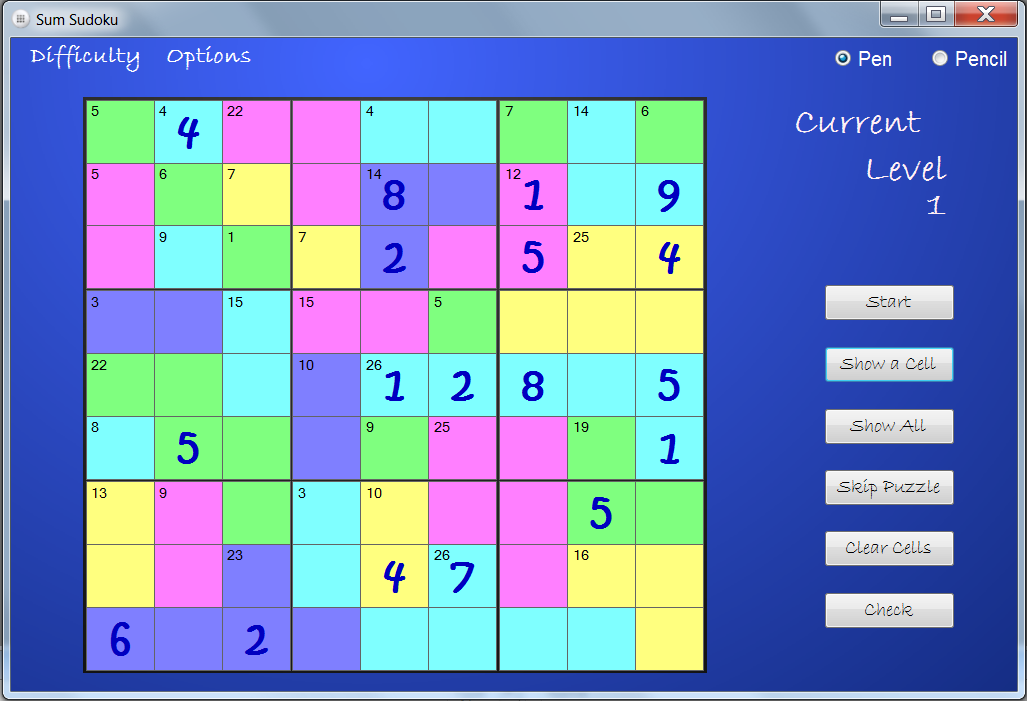 Sum Sudoku
Difficulty Options
Pen Pencil
Current
Level
1
5 4 4 22 4 7 14 6
5 6 7 14 8 12 1 9
9 1 7 2 5 25 4
3 15 15 5
22 10 26 1 2 8 5
8 5 9 25 19 1
13 9 3 10 5
23 4 26 7 16
6 2
Start
Show a Cell
Show All
Skip Puzzle
Clear Cells
Check